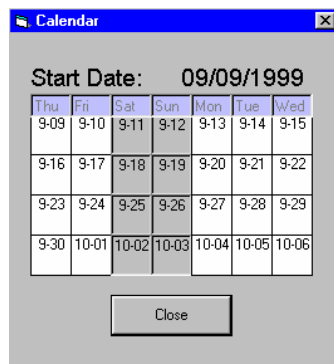 Calendar
Start Date: 09/09/1999
Thu Fri Sat Sun Mon Tue Wed
9-09 9-10 9-11 9-12 9-13 9-14 9-15
9-16 9-17 9-18 9-19 9-20 9-21 9-22
9-23 9-24 9-25 9-26 9-27 9-28 9-29
9-30 10-01 10-02 10-03 10-04 10-05 10-06
Close